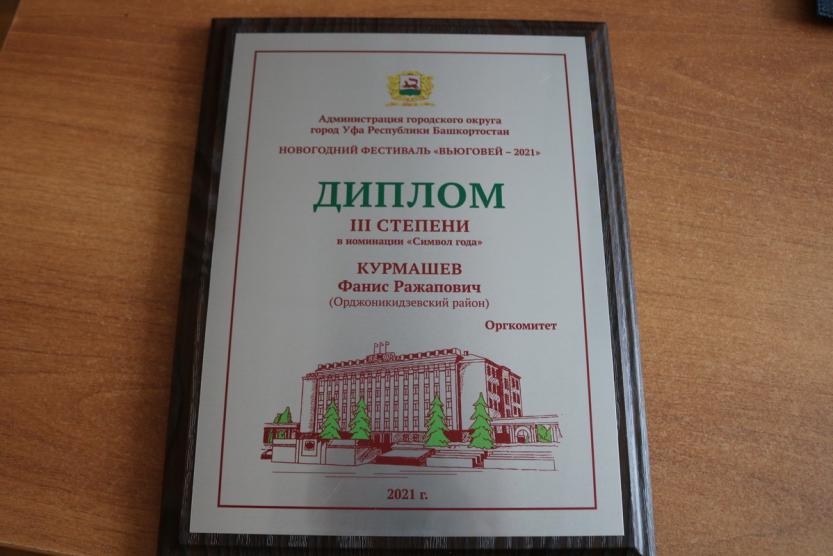 Администрация городского округа
город Уфа Республики Башкортостан
НОВОГОДНИЙ ФЕСТИВАЛЬ «ВЬЮГОВЕЙ – 2021»
ДИПЛОМ
III СТЕПЕНИ
в номинации «Символ года»
КУРМАШЕВ
Фанис Ражапович
(Орджоникидзевский район)
Оргкомитет
2021 г.